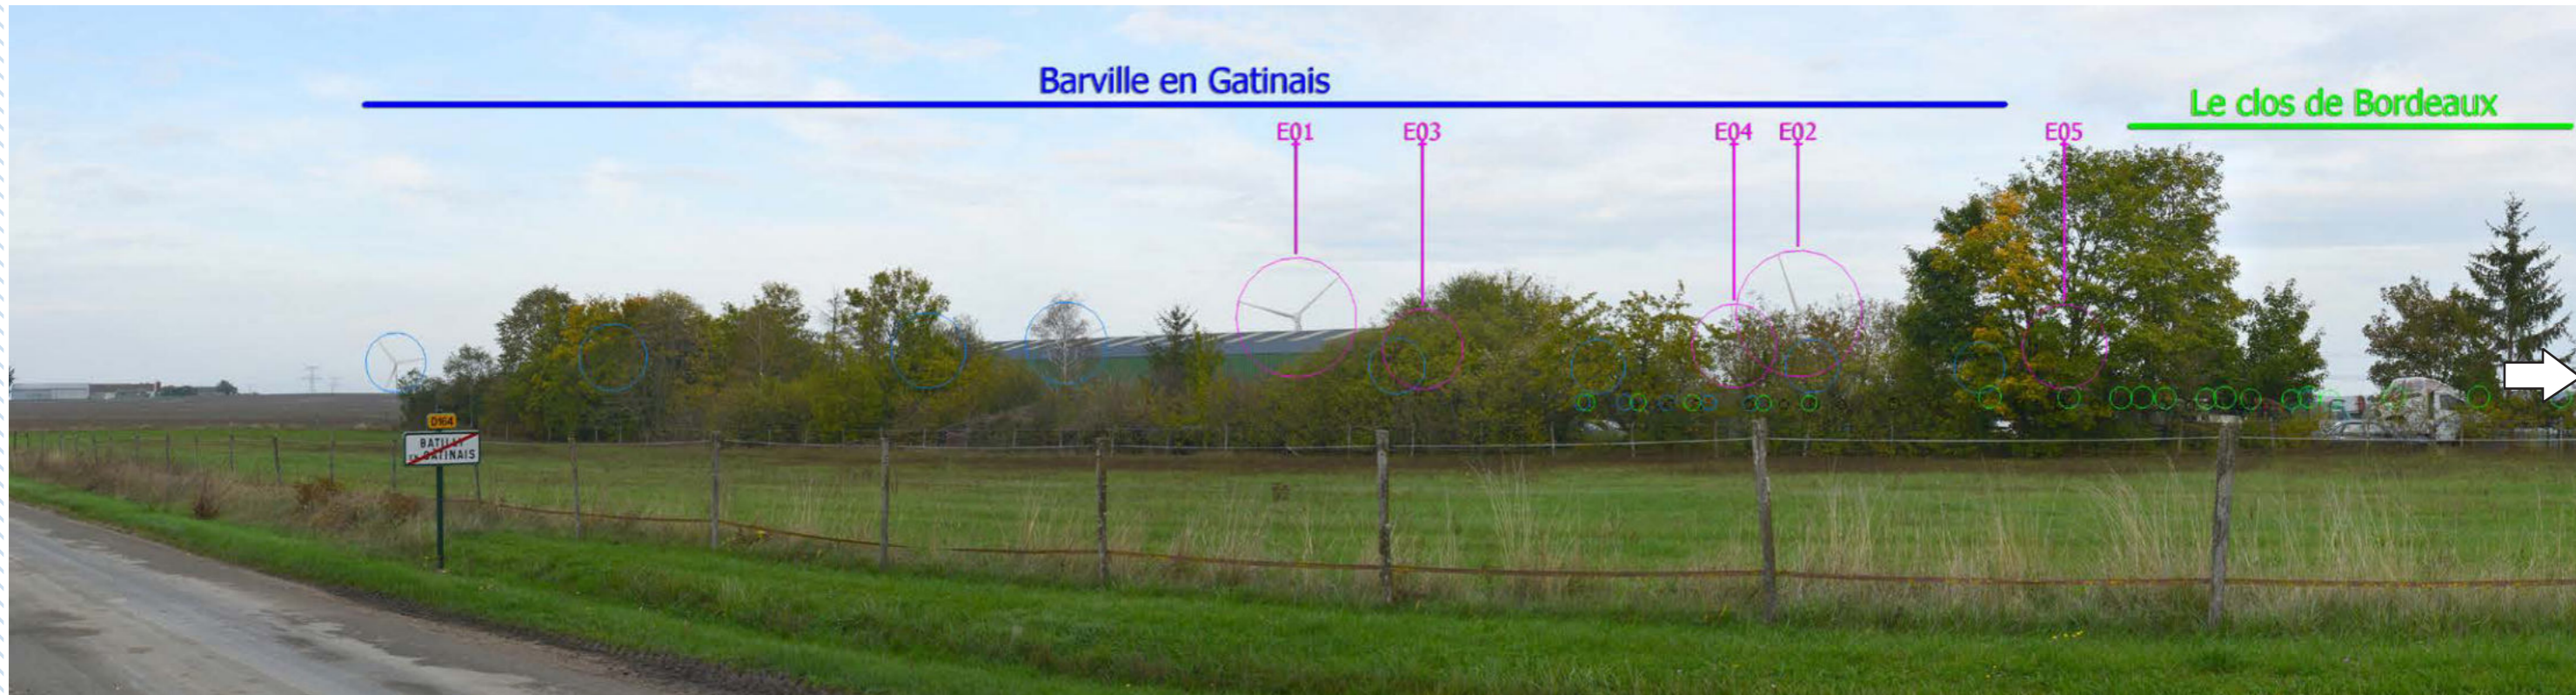 Barville en Gatinais
Le clos de Bordeaux
E01
E03
E04
E02
E05
D164
BATILLY
EN GATINAIS